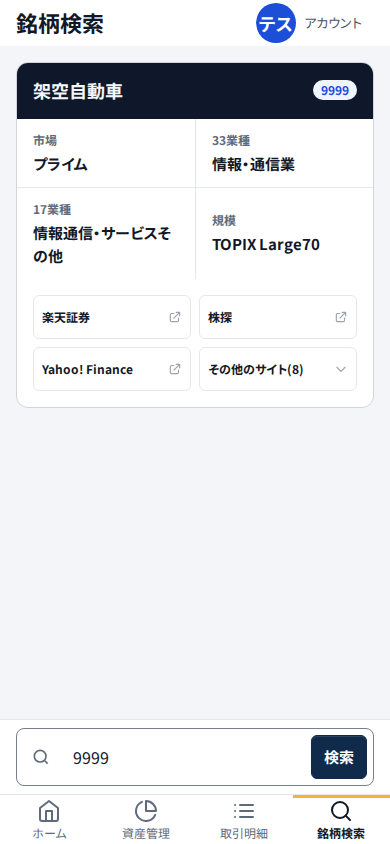 銘柄検索
テス アカウント
架空自動車 9999
市場
プライム
33業種
情報・通信業
17業種
情報通信・サービスそ
の他
規模
TOPIX Large70
楽天証券
株探
Yahoo! Finance
その他のサイト(8)
9999
検索
ホーム
資産管理
取引明細
銘柄検索